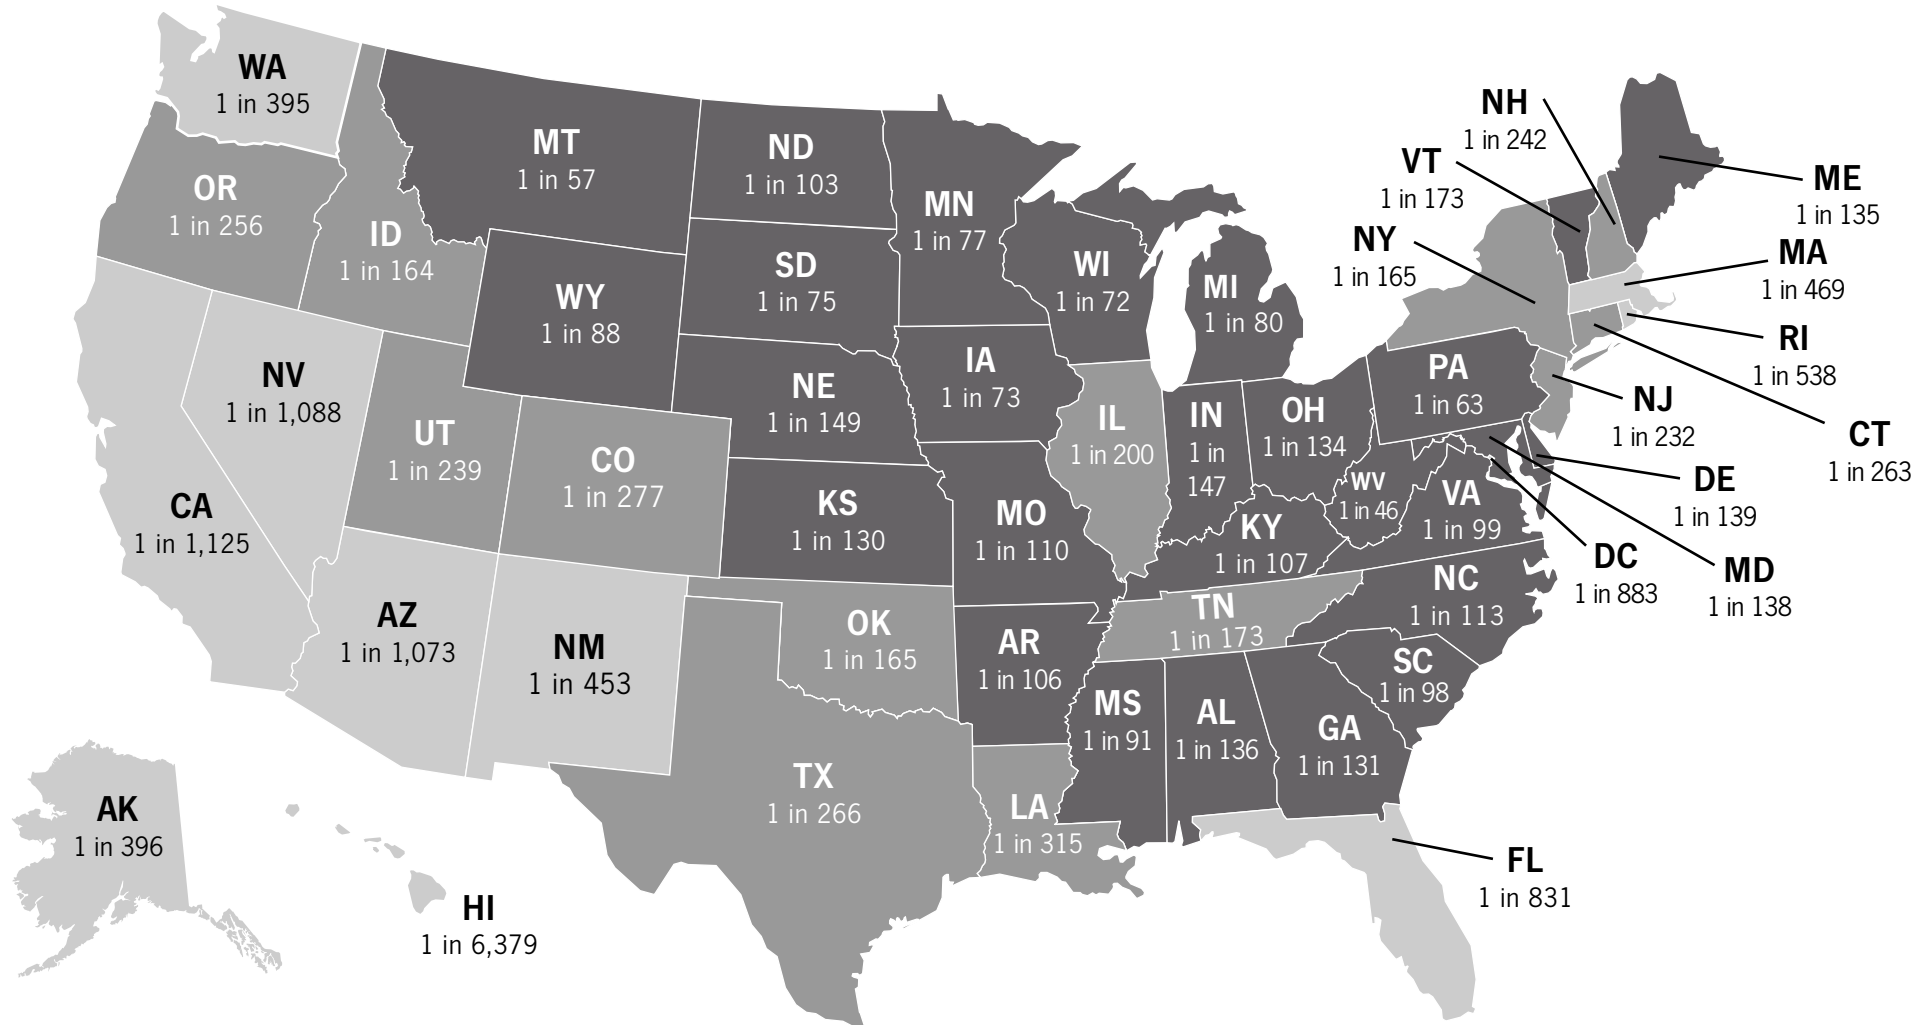 WA
1 in 395
OR
1 in 256
ID
1 in 164
MT
1 in 57
ND
1 in 103
MN
1 in 77
SD
1 in 75
WY
1 in 88
WI
1 in 72
MI
1 in 80
NH
1 in 242
VT
1 in 173
NY
1 in 165
ME
1 in 135
MA
1 in 469
RI
1 in 538
CT
1 in 263
NJ
1 in 232
PA
1 in 63
NV
1 in 1,088
UT
1 in 239
CO
1 in 277
NE
1 in 149
IA
1 in 73
IL
1 in 200
IN
1 in
147
OH
1 in 134
WV
1 in 46
VA
1 in 99
DE
1 in 139
MD
1 in 138
DC
1 in 883
CA
1 in 1,125
KS
1 in 130
MO
1 in 110
KY
1 in 107
NC
1 in 113
TN
1 in 173
AZ
1 in 1,073
NM
1 in 453
OK
1 in 165
AR
1 in 106
SC
1 in 98
MS
1 in 91
AL
1 in 136
GA
1 in 131
TX
1 in 266
LA
1 in 315
FL
1 in 831
AK
1 in 396
HI
1 in 6,379